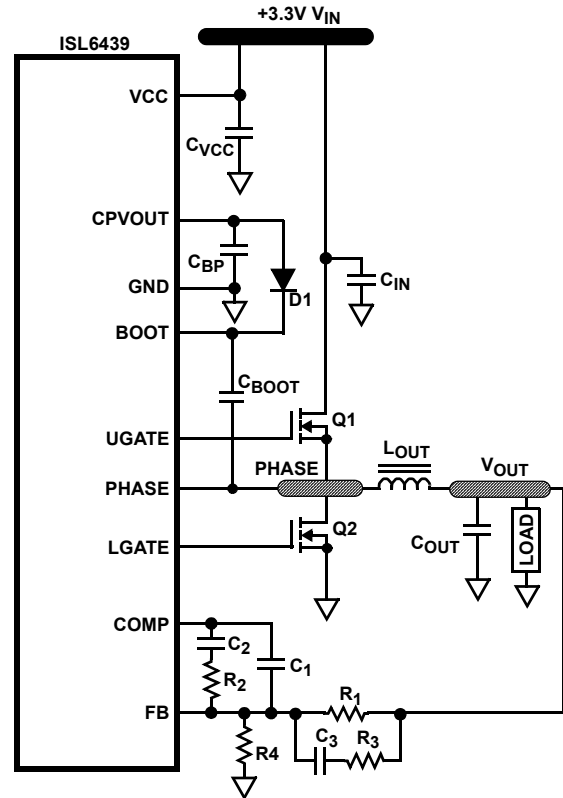 +3.3V VIN
ISL6439
VCC
CVCC
CPVOUT
CBP
GND
D1
CIN
BOOT
CBOOT
Q1
UGATE
LOUT
PHASE
VOUT
PHASE
Q2
COUT
LOAD
LGATE
COMP
C2
C1
R2
R1
FB
C3
R3
R4